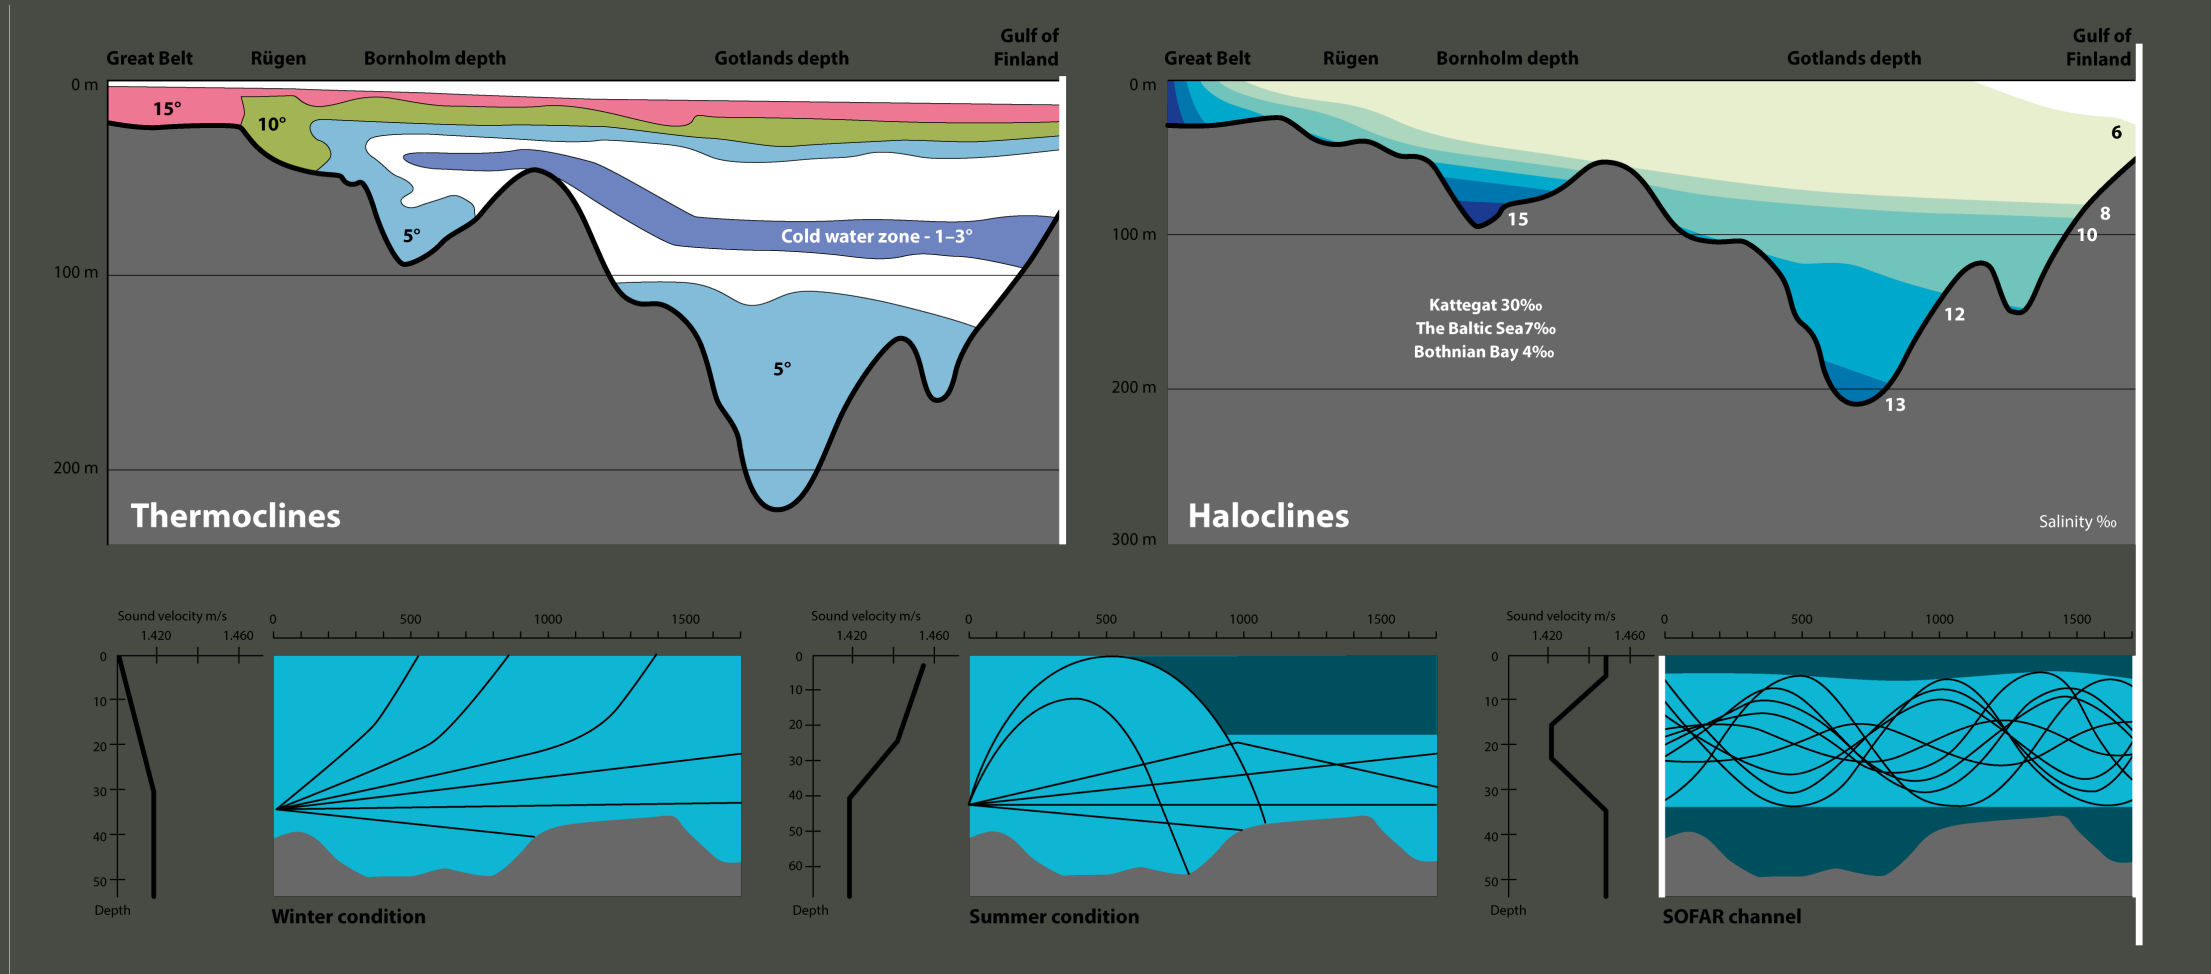 Great Belt
Rügen
Bornholm depth
Gotlands depth
Gulf of
Finland
0 m
15°
10°
5°
Cold water zone - 1–3°
100 m
5°
200 m
Thermoclines
Great Belt
Rügen
Bornholm depth
Gotlands depth
Gulf of
Finland
0 m
6
15
8
100 m
10
Kattegat 30‰
The Baltic Sea7‰
Bothnian Bay 4‰
12
200 m
13
Haloclines
Salinity ‰
300 m
Sound velocity m/s
1.420 1.460
0 500 1000 1500
0
10
20
30
40
50
Depth
Winter condition
Sound velocity m/s
1.420 1.460
0 500 1000 1500
0
10
20
30
40
50
60
Depth
Summer condition
Sound velocity m/s
1.420 1.460
0 500 1000 1500
0
10
20
30
40
50
Depth
SOFAR channel